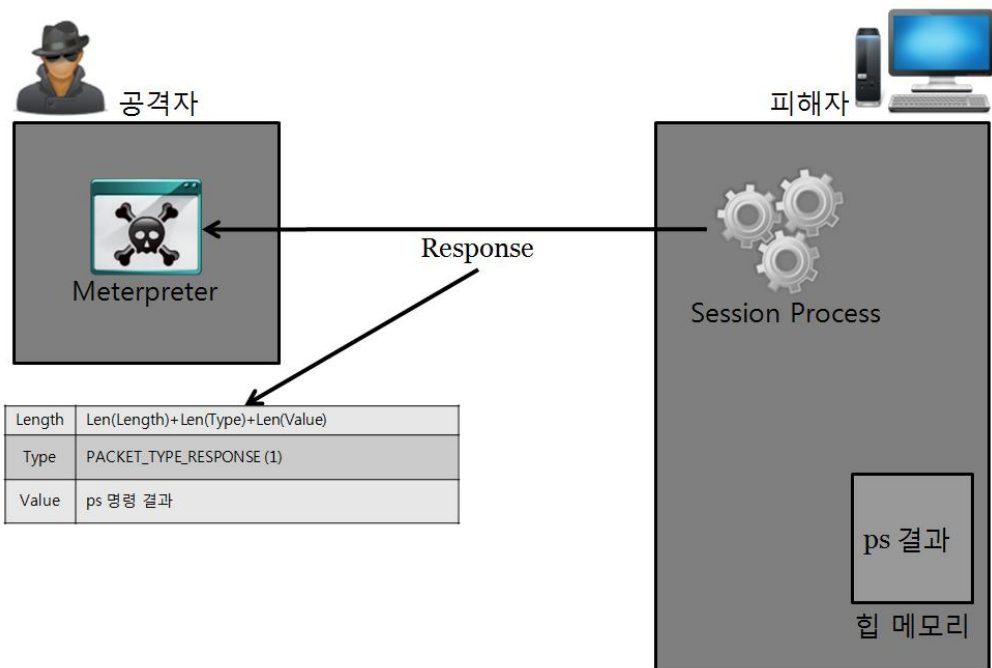 공격자
피해자
Response
Meterpreter
Session Process
Length Len(Length)+Len(Type)+Len(Value)
Type PACKET_TYPE_RESPONSE (1)
Value ps 명령 결과
ps 결과
힙 메모리